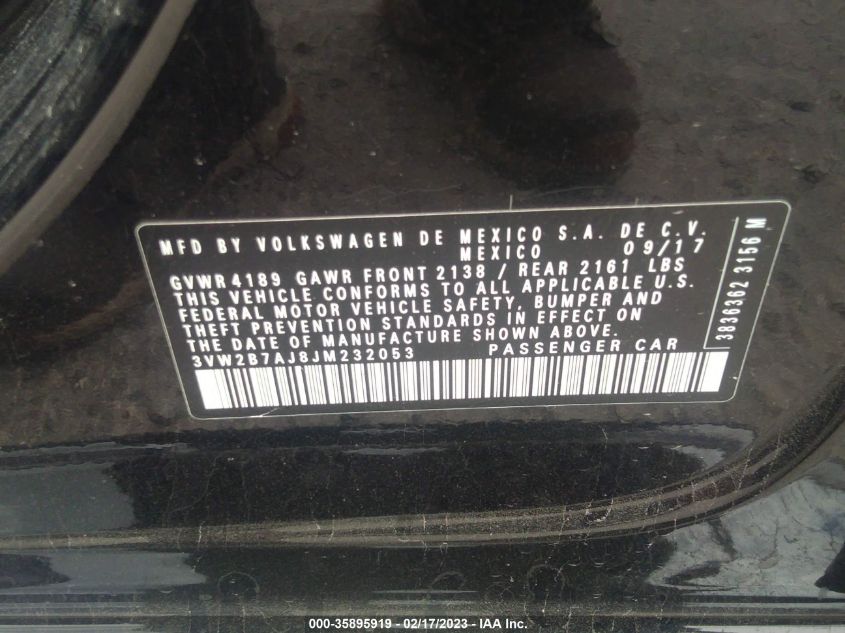 MFD BY VOLKSWAGEN DE MEXICO S.A. DE C.V.
MEXICO 09/17
GVWR 4189 GAWR FRONT 2138 / REAR 2161 LBS
THIS VEHICLE CONFORMS TO ALL APPLICABLE U.S.
FEDERAL MOTOR VEHICLE SAFETY, BUMPER AND
THEFT PREVENTION STANDARDS IN EFFECT ON
THE DATE OF MANUFACTURE SHOWN ABOVE.
3VW2B7AJ8JM232053 PASSENGER CAR
3836362 3156 M
000-35895919 - 02/17/2023 - IAA Inc.